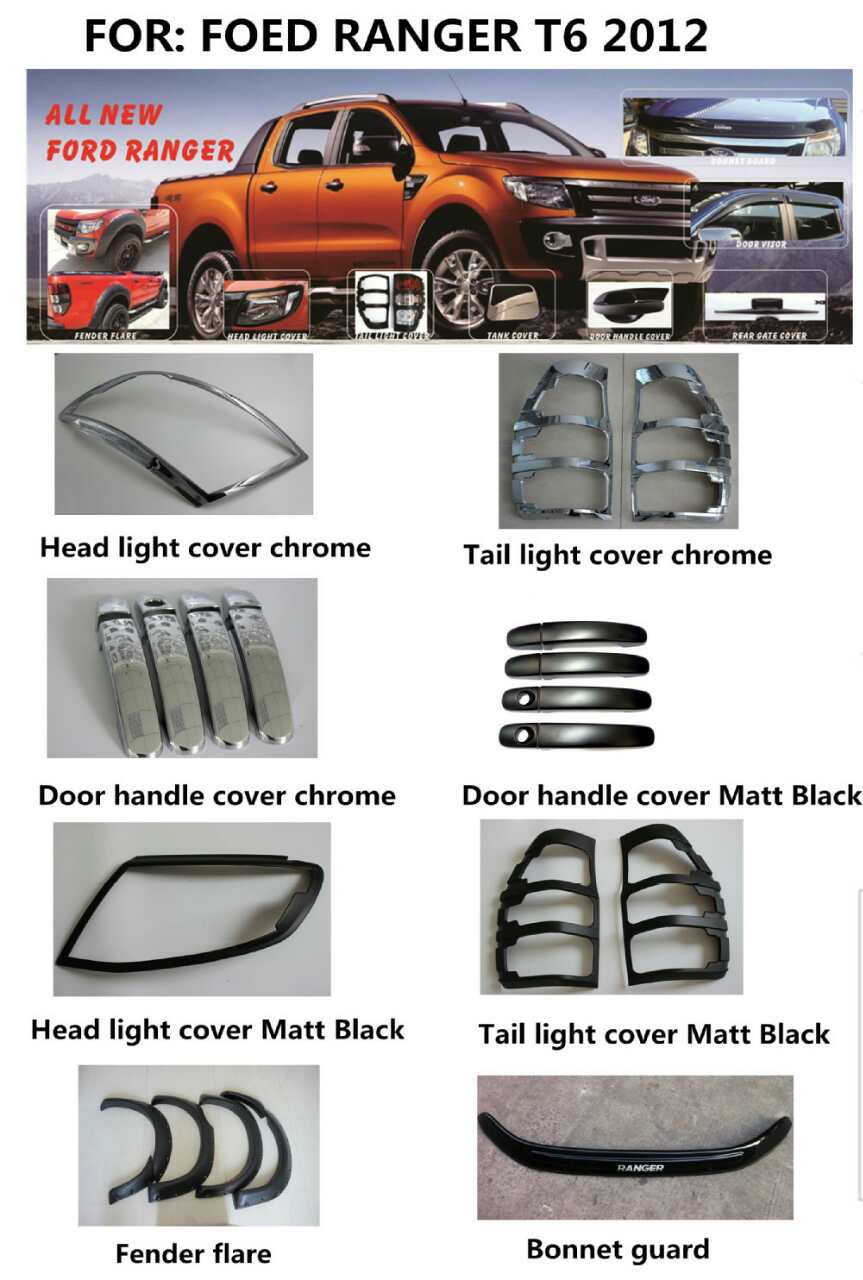 FOR: FOED RANGER T6 2012
ALL NEW
FORD RANGER
BONNET GUARD
DOOR VISOR
FENDER FLARE
HEAD LIGHT COVER
TAIL LIGHT COVER
TANK COVER
DOOR HANDLE COVER
REAR GATE COVER
Head light cover chrome
Tail light cover chrome
Door handle cover chrome
Door handle cover Matt Black
Head light cover Matt Black
Tail light cover Matt Black
RANGER
Fender flare
Bonnet guard